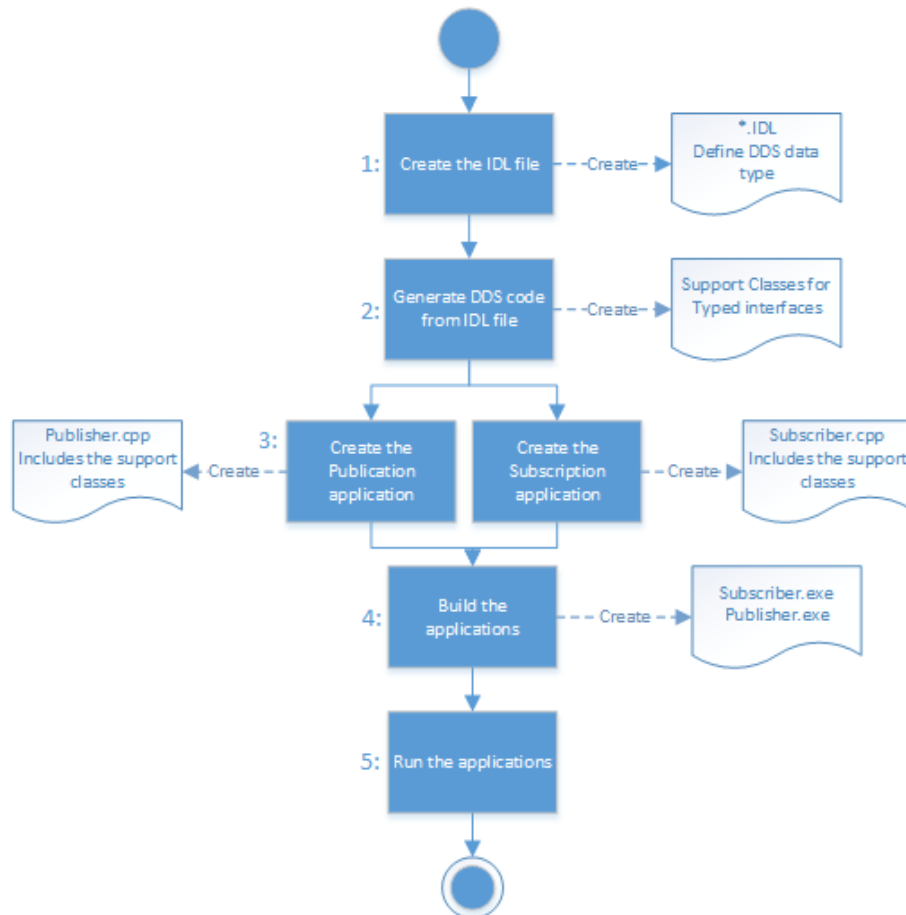 *.IDL
Define DDS data
type
1:
Create the IDL file
Create
2:
Generate DDS code
from IDL file
Create
Support Classes for
Typed interfaces
Publisher.cpp
Includes the support
classes
Create
3:
Create the
Publication
application
Create the
Subscription
application
Create
Subscriber.cpp
Includes the support
classes
4:
Build the
applications
Create
Subscriber.exe
Publisher.exe
5:
Run the applications